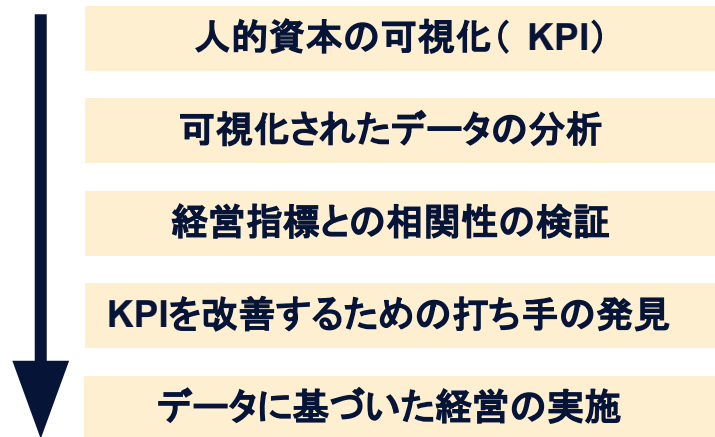 人的資本の可視化( KPI)
可視化されたデータの分析
経営指標との相関性の検証
KPIを改善するための打ち手の発見
データに基づいた経営の実施